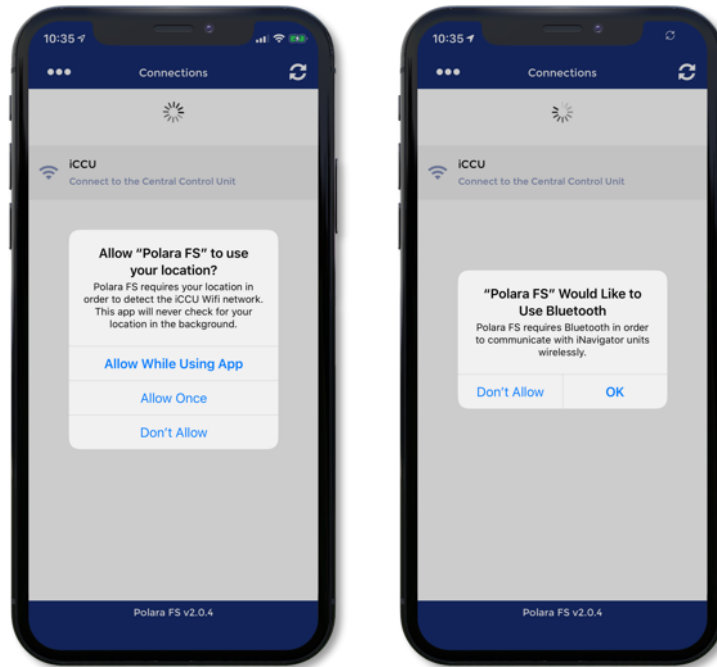 10:35
Connections
iCCU
Connect to the Central Control Unit
Allow “Polara FS” to use
your location?
Polara FS requires your location in
order to detect the iCCU Wifi network.
This app will never check for your
location in the background.
Allow While Using App
Allow Once
Don’t Allow
Polara FS v2.0.4
10:35
Connections
iCCU
Connect to the Central Control Unit
“Polara FS” Would Like to
Use Bluetooth
Polara FS requires Bluetooth in order
to communicate with iNavigator units
wirelessly.
Don’t Allow OK
Polara FS v2.0.4